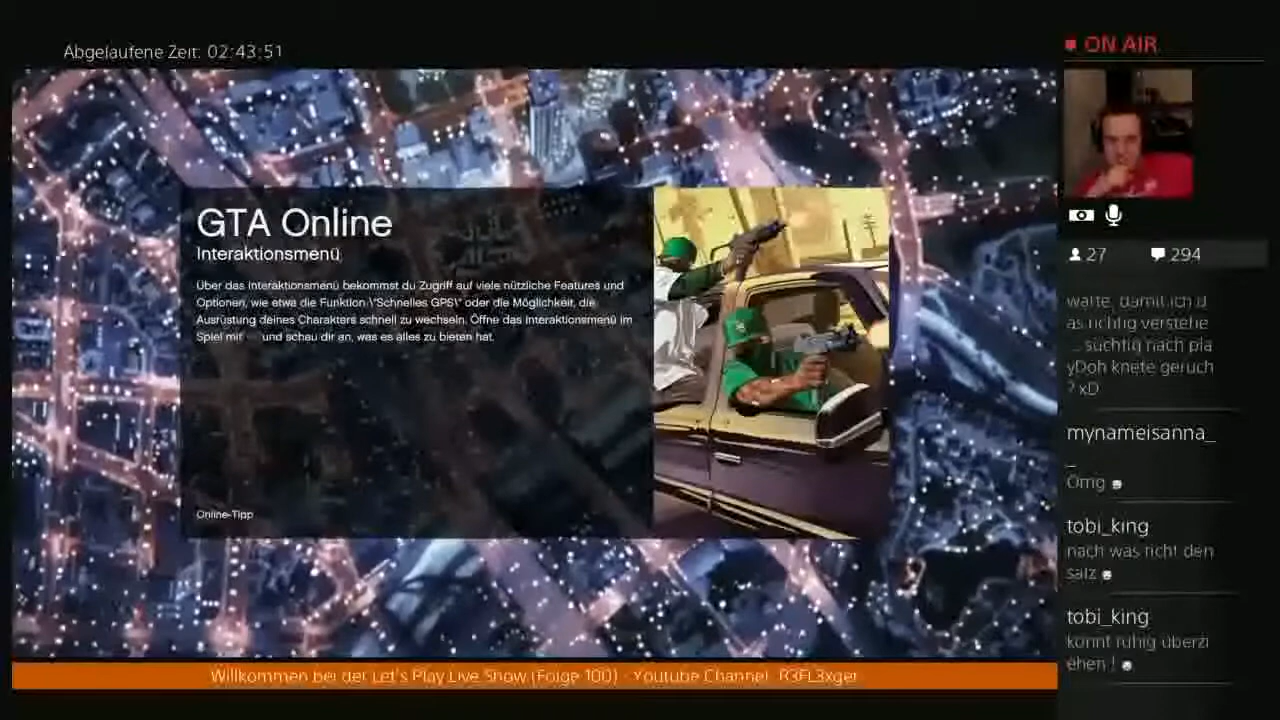 Abgelaufene Zeit: 02:43:51
ON AIR
27
294
GTA Online
Interaktionsmenü
Über das Interaktionsmenü bekommst du Zugriff auf viele nützliche Features und
Optionen, wie etwa die Funktion \"Schnelles GPS\" oder die Möglichkeit, die
Ausrüstung deines Charakters schnell zu wechseln. Öffne das Interaktionsmenü im
Spiel mir und schau dir an, was es alles zu bieten hat.
Online-Tipp
warte, damit ich d
as richtig verstehe
... süchtig nach pla
yDoh knete geruch
? xD
mynameisanna_
_
Omg
tobi_king
nach was richt den
salz
tobi_king
könnt ruhig überzi
ehen !
Willkommen bei der Let's Play Live Show (Folge 100) - Youtube Channel: R3FL3xger